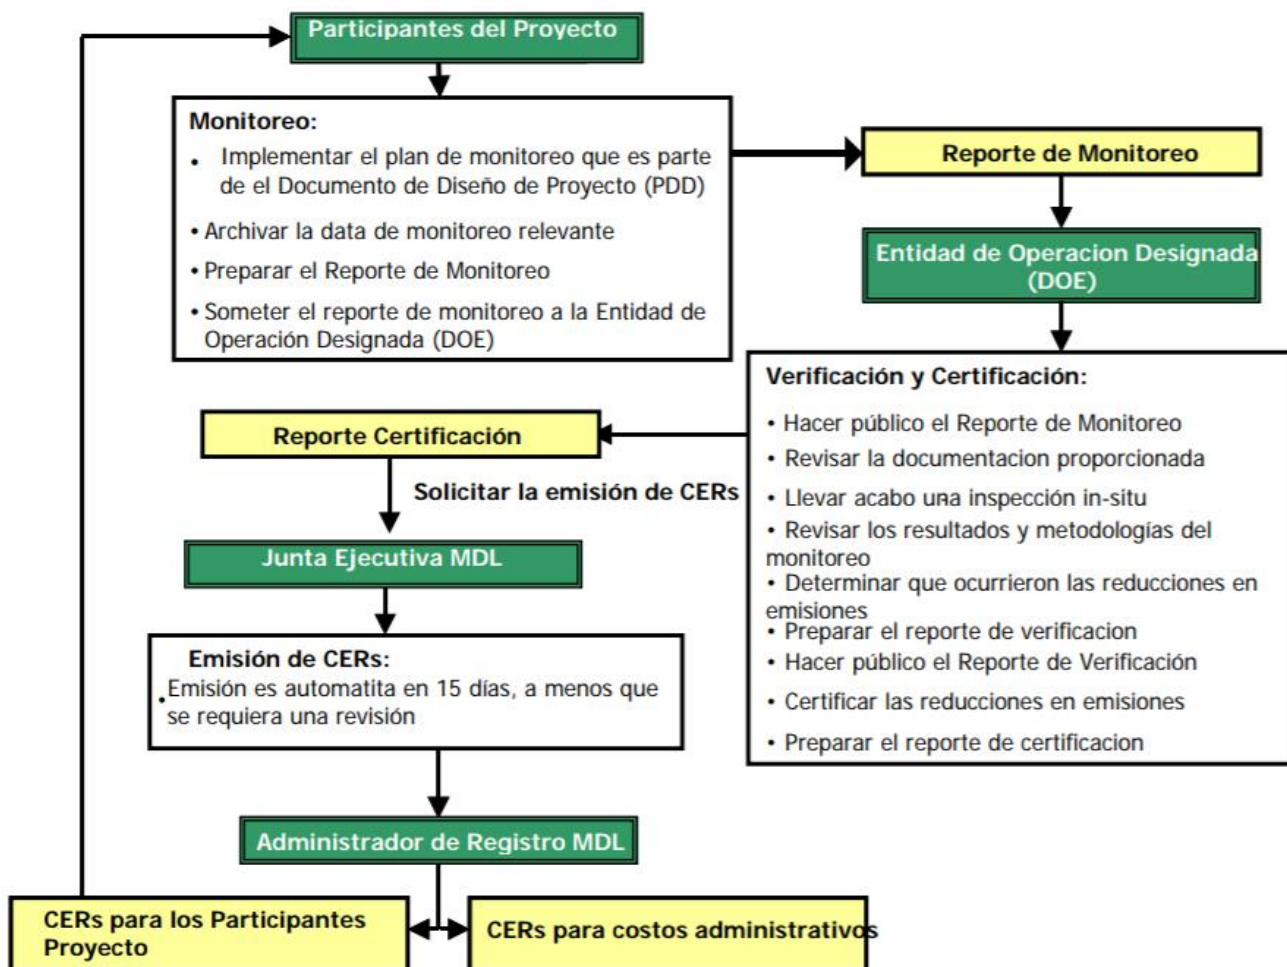 Participantes del Proyecto
Monitoreo:
• Implementar el plan de monitoreo que es parte
de el Documento de Diseño de Proyecto (PDD)
• Archivar la data de monitoreo relevante
• Preparar el Reporte de Monitoreo
• Someter el reporte de monitoreo a la Entidad de
Operación Designada (DOE)
Reporte de Monitoreo
Entidad de Operacion Designada
(DOE)
Verificación y Certificación:
• Hacer público el Reporte de Monitoreo
• Revisar la documentacion proporcionada
• Llevar acabo una inspección in-situ
• Revisar los resultados y metodologías del
monitoreo
• Determinar que ocurrieron las reducciones en
emisiones
• Preparar el reporte de verificacion
• Hacer público el Reporte de Verificación
• Certificar las reducciones en emisiones
• Preparar el reporte de certificacion
Reporte Certificación
Solicitar la emisión de CERs
Junta Ejecutiva MDL
Emisión de CERs:
• Emisión es automatita en 15 días, a menos que
se requiera una revisión
Administrador de Registro MDL
CERs para los Participantes
Proyecto
CERs para costos administrativos